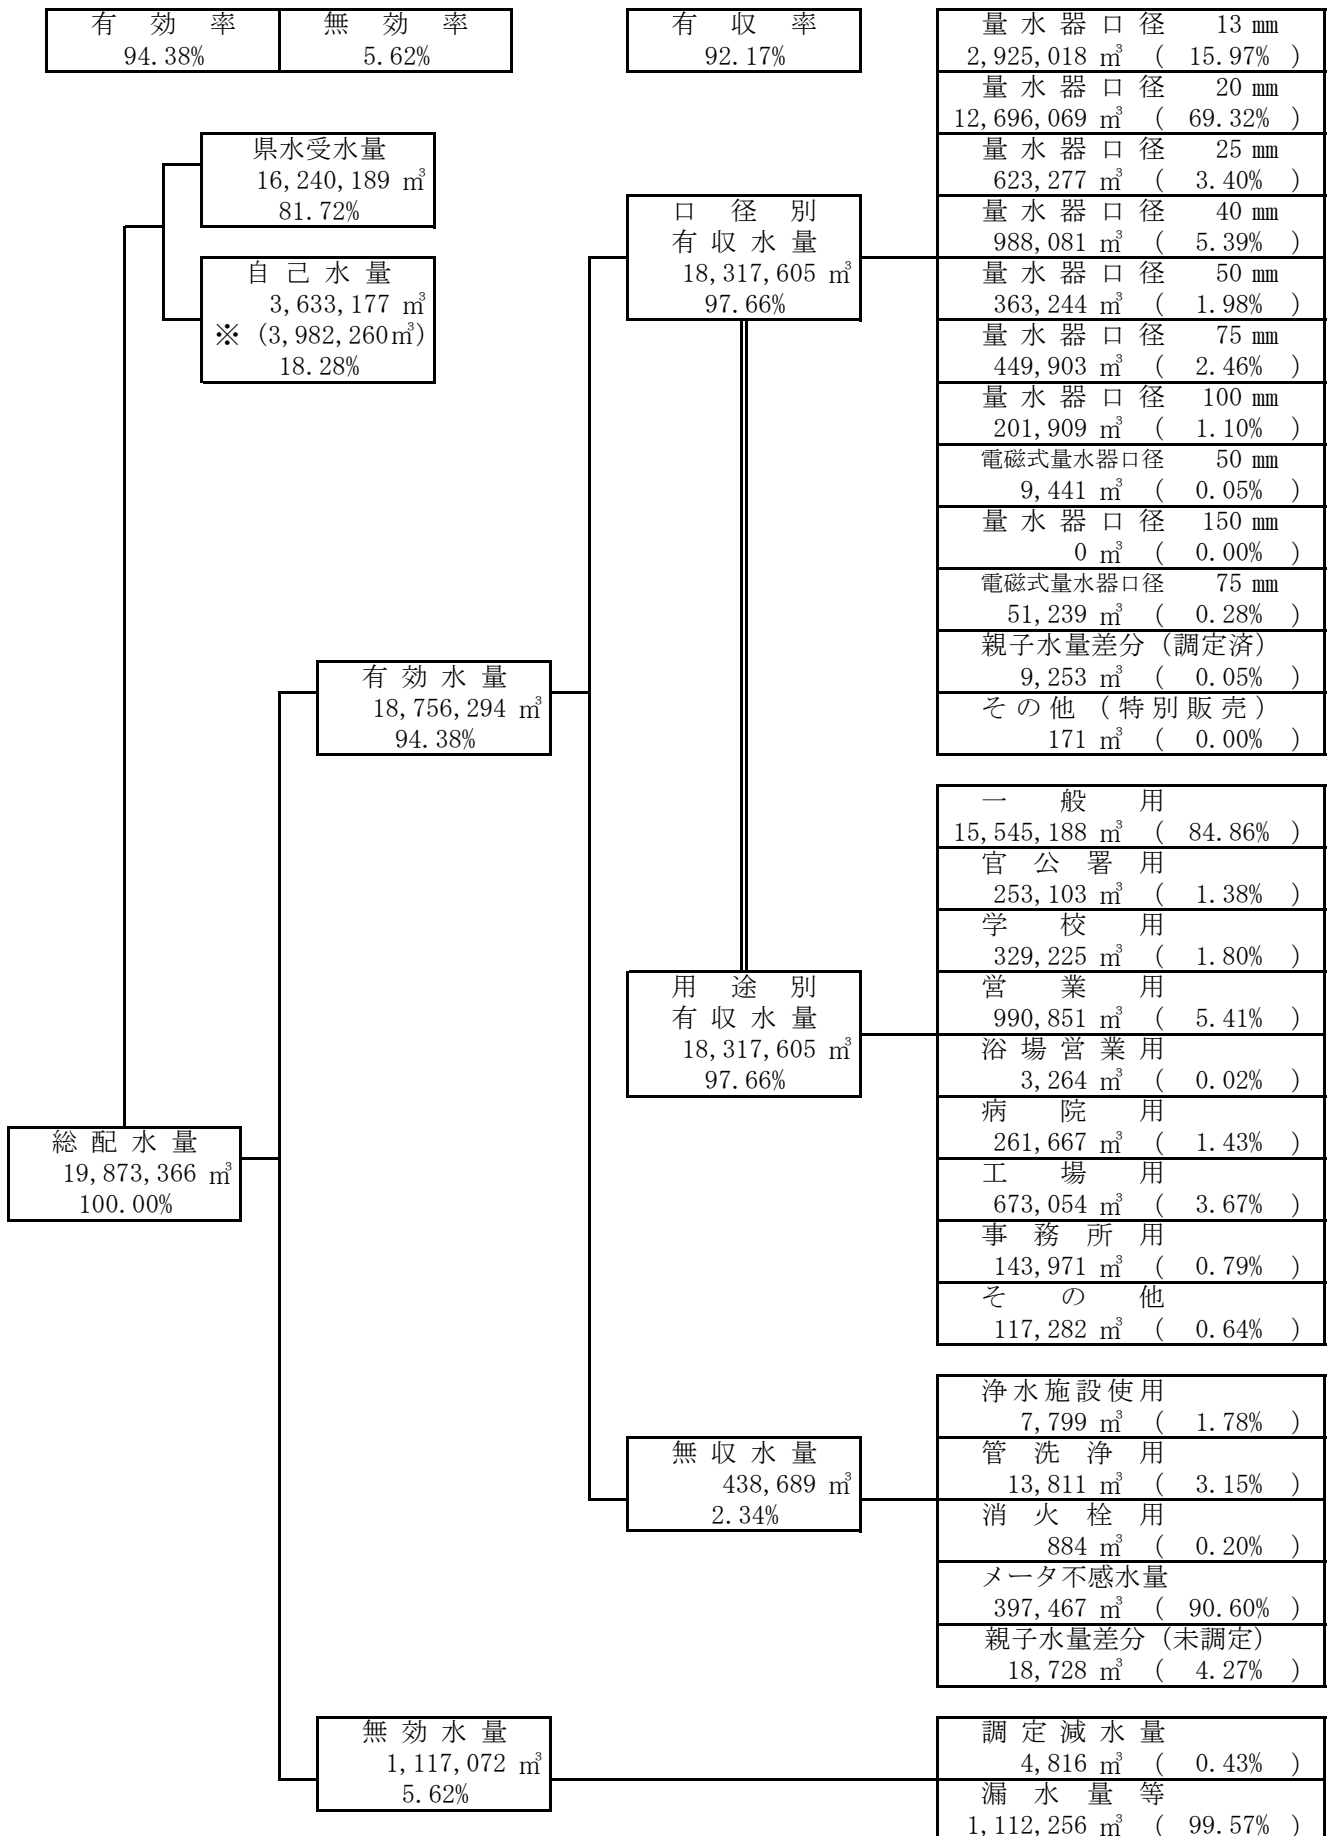 有効率
94.38%
無効率
5.62%
有収率
92.17%
県水受水量
16,240,189 ㎥
81.72%
自己水量
3,633,177 ㎥
※ (3,982,260㎥)
18.28%
総配水量
19,873,366 ㎥
100.00%
有効水量
18,756,294 ㎥
94.38%
口径別
有収水量
18,317,605 ㎥
97.66%
量水器口径 13 ㎜
2,925,018 ㎥ ( 15.97% )
量水器口径 20 ㎜
12,696,069 ㎥ ( 69.32% )
量水器口径 25 ㎜
623,277 ㎥ ( 3.40% )
量水器口径 40 ㎜
988,081 ㎥ ( 5.39% )
量水器口径 50 ㎜
363,244 ㎥ ( 1.98% )
量水器口径 75 ㎜
449,903 ㎥ ( 2.46% )
量水器口径 100 ㎜
201,909 ㎥ ( 1.10% )
電磁式量水器口径 50 ㎜
9,441 ㎥ ( 0.05% )
量水器口径 150 ㎜
0 ㎥ ( 0.00% )
電磁式量水器口径 75 ㎜
51,239 ㎥ ( 0.28% )
親子水量差分（調定済）
9,253 ㎥ ( 0.05% )
その他（特別販売）
171 ㎥ ( 0.00% )
用途別
有収水量
18,317,605 ㎥
97.66%
一般用
15,545,188 ㎥ ( 84.86% )
官公署用
253,103 ㎥ ( 1.38% )
学校用
329,225 ㎥ ( 1.80% )
営業用
990,851 ㎥ ( 5.41% )
浴場営業用
3,264 ㎥ ( 0.02% )
病院用
261,667 ㎥ ( 1.43% )
工場用
673,054 ㎥ ( 3.67% )
事務所用
143,971 ㎥ ( 0.79% )
その他
117,282 ㎥ ( 0.64% )
無収水量
438,689 ㎥
2.34%
浄水施設使用
7,799 ㎥ ( 1.78% )
管洗浄用
13,811 ㎥ ( 3.15% )
消火栓用
884 ㎥ ( 0.20% )
メータ不感水量
397,467 ㎥ ( 90.60% )
親子水量差分（未調定）
18,728 ㎥ ( 4.27% )
無効水量
1,117,072 ㎥
5.62%
調定減水量
4,816 ㎥ ( 0.43% )
漏水量等
1,112,256 ㎥ ( 99.57% )